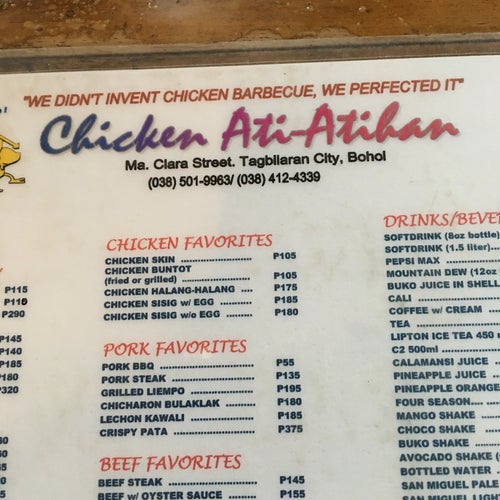 "WE DIDN'T INVENT CHICKEN BARBECUE, WE PERFECTED IT"
Chicken Ati-Atihan
Ma. Clara Street. Tagbilaran City, Bohol
(038) 501-9963/ (038) 412-4339
P115
P110
P290
P145
P140
P185
P180
P320
CHICKEN FAVORITES
CHICKEN SKIN P105
CHICKEN BUNTOT
(fried or grilled) P105
CHICKEN HALANG-HALANG P175
CHICKEN SISIG w/ EGG P185
CHICKEN SISIG w/o EGG P180
PORK FAVORITES
PORK BBQ P55
PORK STEAK P135
GRILLED LIEMPO P195
CHICHARON BULAKLAK P180
LECHON KAWALI P185
CRISPY PATA P375
BEEF FAVORITES
BEEF STEAK P145
BEEF w/ OYSTER SAUCE P155
DRINKS/BEVE
SOFTDRINK (8oz bottle)
SOFTDRINK (1.5 liter)
PEPSI MAX
MOUNTAIN DEW (12oz
BUKO JUICE IN SHELL
CALI
COFFEE w/ CREAM
TEA
LIPTON ICE TEA 450
C2 500ml
CALAMANSI JUICE
PINEAPPLE JUICE
PINEAPPLE ORANGE
FOUR SEASON
MANGO SHAKE
CHOCO SHAKE
BUKO SHAKE
AVOCADO SHAKE
BOTTLED WATER
SAN MIGUEL PALE
SAN MIGUEL LIGHT